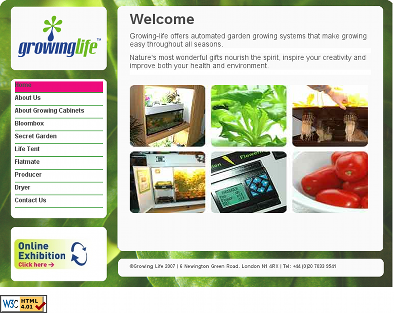 growinglife™
Home
About Us
About Growing Cabinets
Bloombox
Secret Garden
Life Tent
Flatmate
Producer
Dryer
Contact Us
Online
Exhibition
Click here →
Welcome
Growing-life offers automated garden growing systems that make growing
easy throughout all seasons.
Nature's most wonderful gifts nourish the spirit, inspire your creativity and
improve both your health and environment.
©Growing Life 2007 | 6 Newington Green Road, London N1 4RX | Tel: +44 (0)20
W3C HTML
4.01